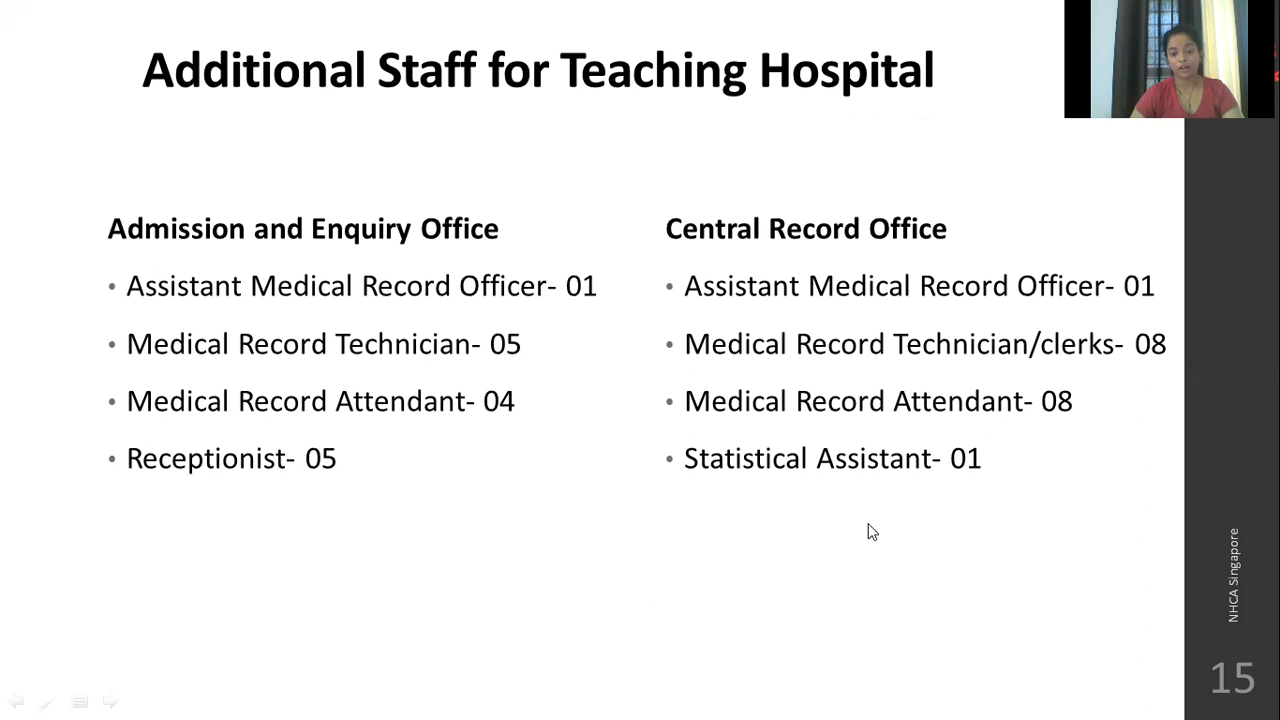 Additional Staff for Teaching Hospital
Admission and Enquiry Office
• Assistant Medical Record Officer- 01
• Medical Record Technician- 05
• Medical Record Attendant- 04
• Receptionist- 05
Central Record Office
• Assistant Medical Record Officer- 01
• Medical Record Technician/clerks- 08
• Medical Record Attendant- 08
• Statistical Assistant- 01
NHCA Singapore
15